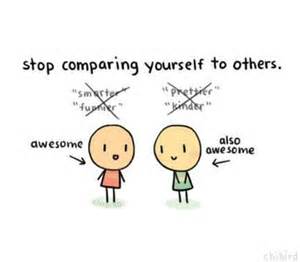 stop comparing yourself to others.
"smarter"
"funnier"
"prettier"
"kinder"
awesome
also
awesome
chibird